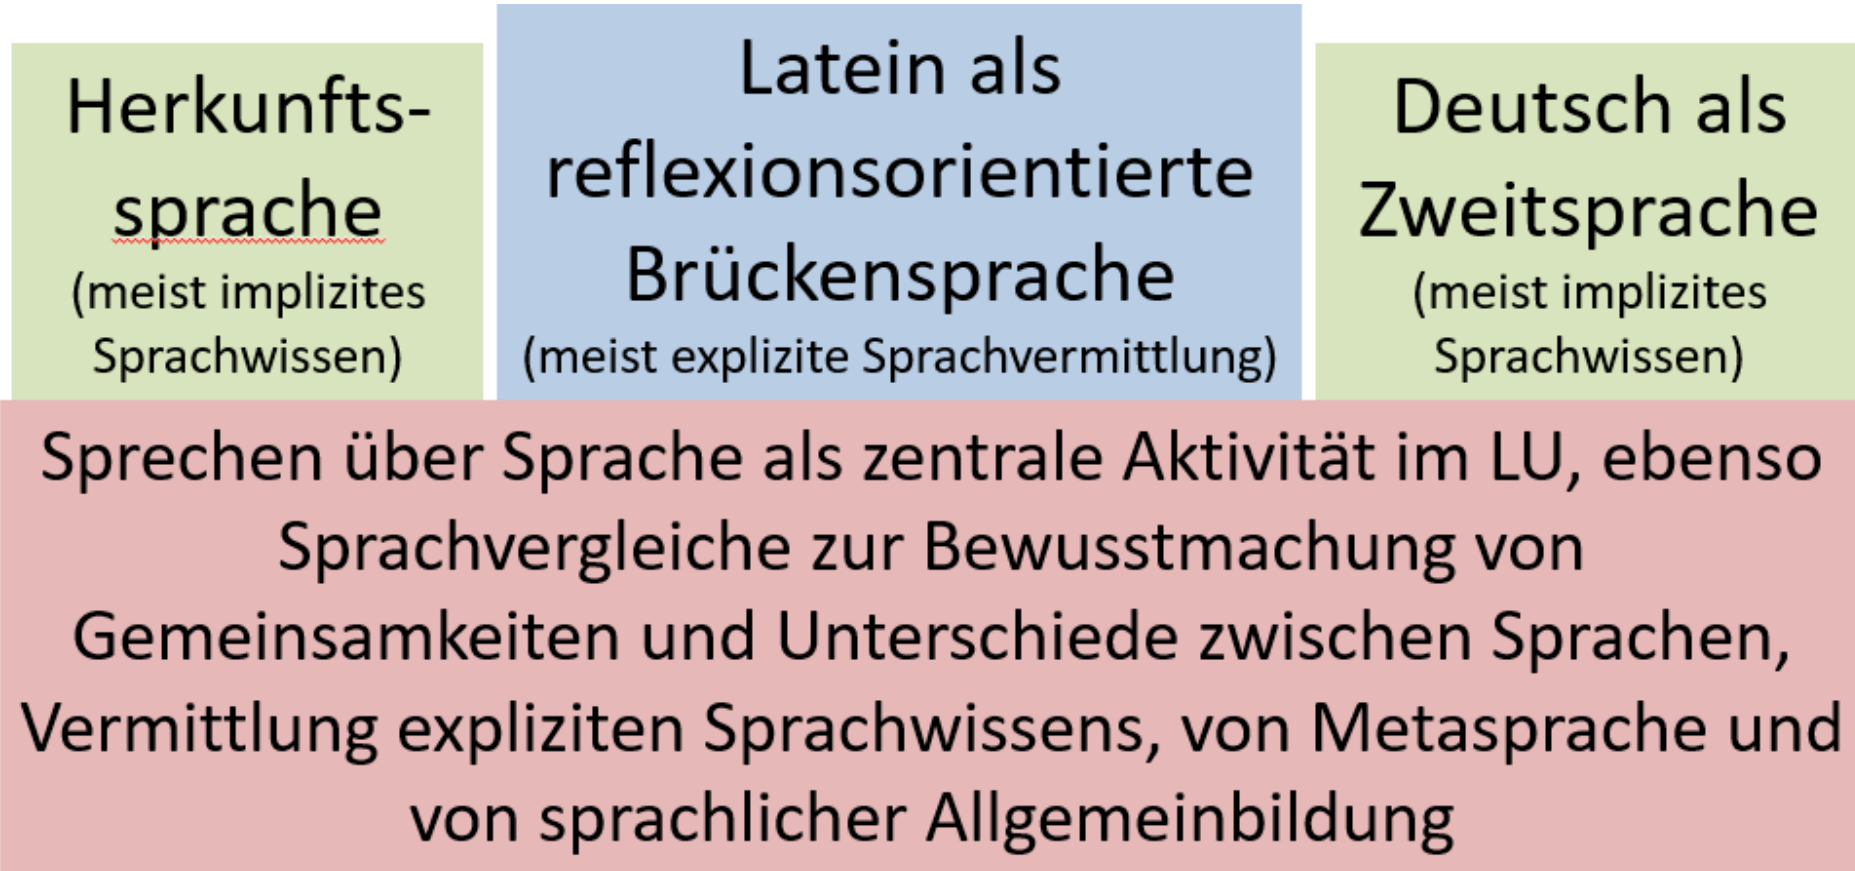 Herkunfts-
sprache
(meist implizites
Sprachwissen)
Latein als
reflexionsorientierte
Brückensprache
(meist explizite Sprachvermittlung)
Deutsch als
Zweitsprache
(meist implizites
Sprachwissen)
Sprechen über Sprache als zentrale Aktivität im LU, ebenso
Sprachvergleiche zur Bewusstmachung von
Gemeinsamkeiten und Unterschiede zwischen Sprachen,
Vermittlung expliziten Sprachwissens, von Metasprache und
von sprachlicher Allgemeinbildung